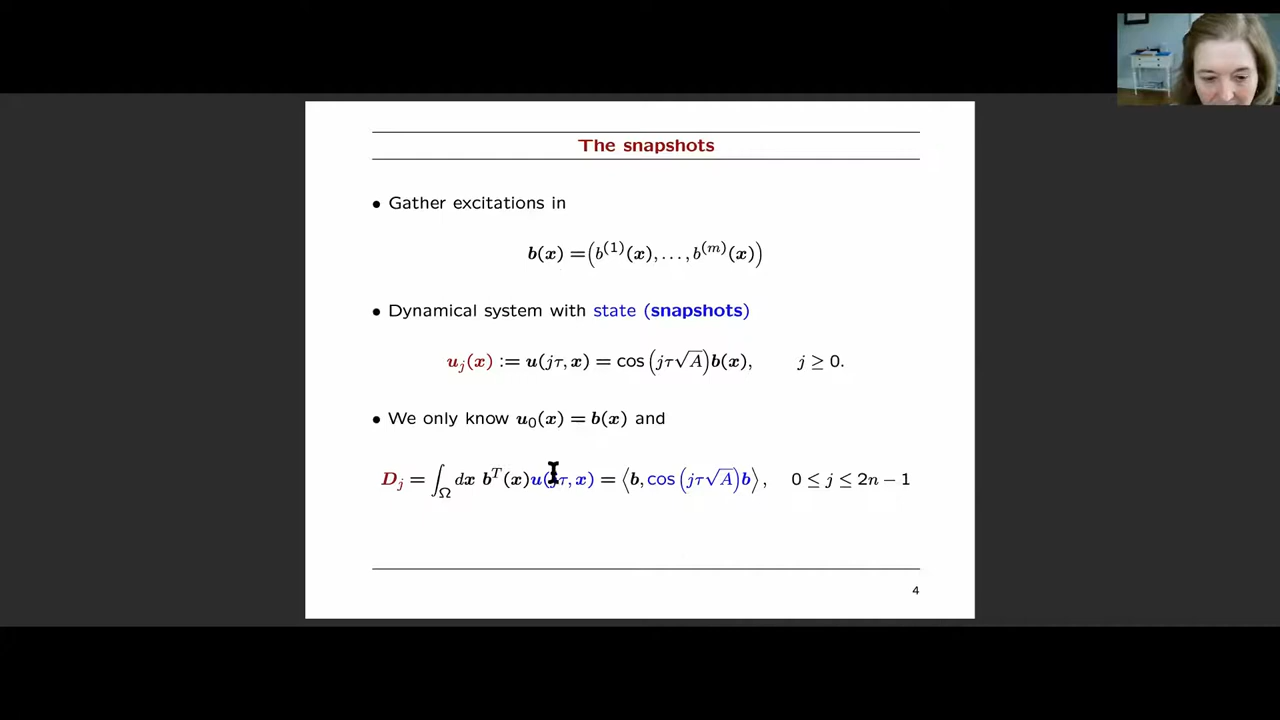 The snapshots
• Gather excitations in
b(x) = (b^(1)(x), . . . , b^(m)(x))
• Dynamical system with state (snapshots)
u_j(x) := u(jτ, x) = cos(jτ√A)b(x), j ≥ 0.
• We only know u_0(x) = b(x) and
D_j = ∫_Ω dx b^T(x)u(jτ, x) = ⟨b, cos(jτ√A)b⟩, 0 ≤ j ≤ 2n − 1
4